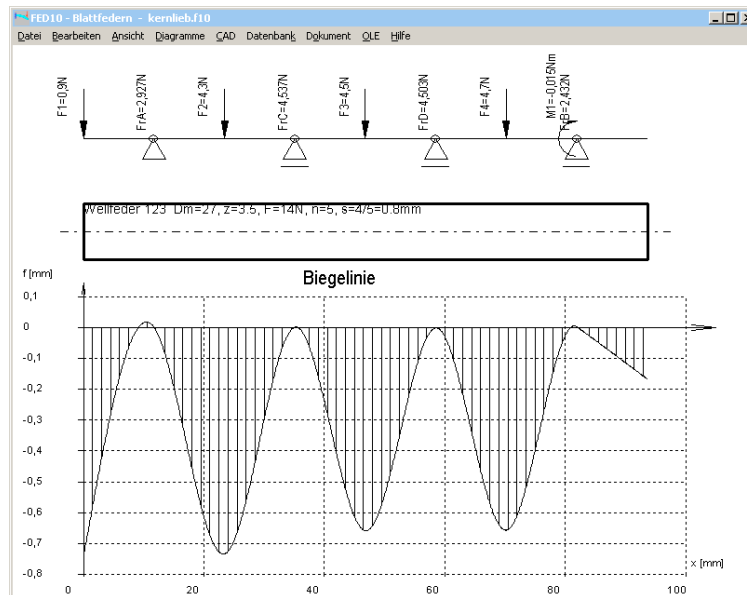 FED10 - Blattfedern - kernlieb.f10
Datei Bearbeiten Ansicht Diagramme CAD Datenbank Dokument OLE Hilfe
F1=0,9N
FrA=2,927N
F2=4,3N
FrC=4,537N
F3=4,5N
FrD=4,503N
F4=4,7N
M1=-0,015Nm
FrB=2,432N
Wellfeder 123 Dm=27, z=3.5, F=14N, n=5, s=4/5=0.8mm
Biegelinie
f [mm]
0,1
0
-0,1
-0,2
-0,3
-0,4
-0,5
-0,6
-0,7
-0,8
x [mm]
0 20 40 60 80 100